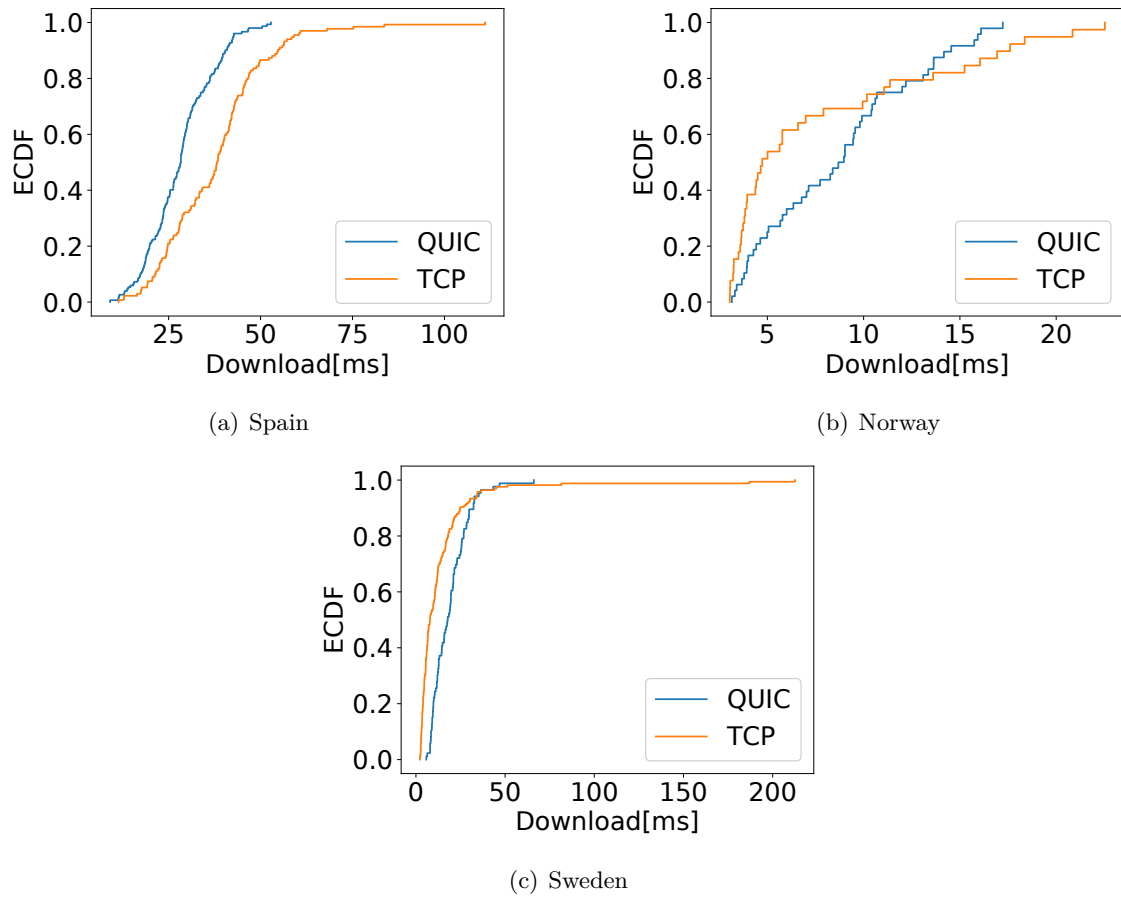 1.0
0.8
0.6
0.4
0.2
0.0
ECDF
25 50 75 100
Download[ms]
QUIC
TCP
(a) Spain
1.0
0.8
0.6
0.4
0.2
0.0
ECDF
5 10 15 20
Download[ms]
QUIC
TCP
(b) Norway
1.0
0.8
0.6
0.4
0.2
0.0
ECDF
0 50 100 150 200
Download[ms]
QUIC
TCP
(c) Sweden